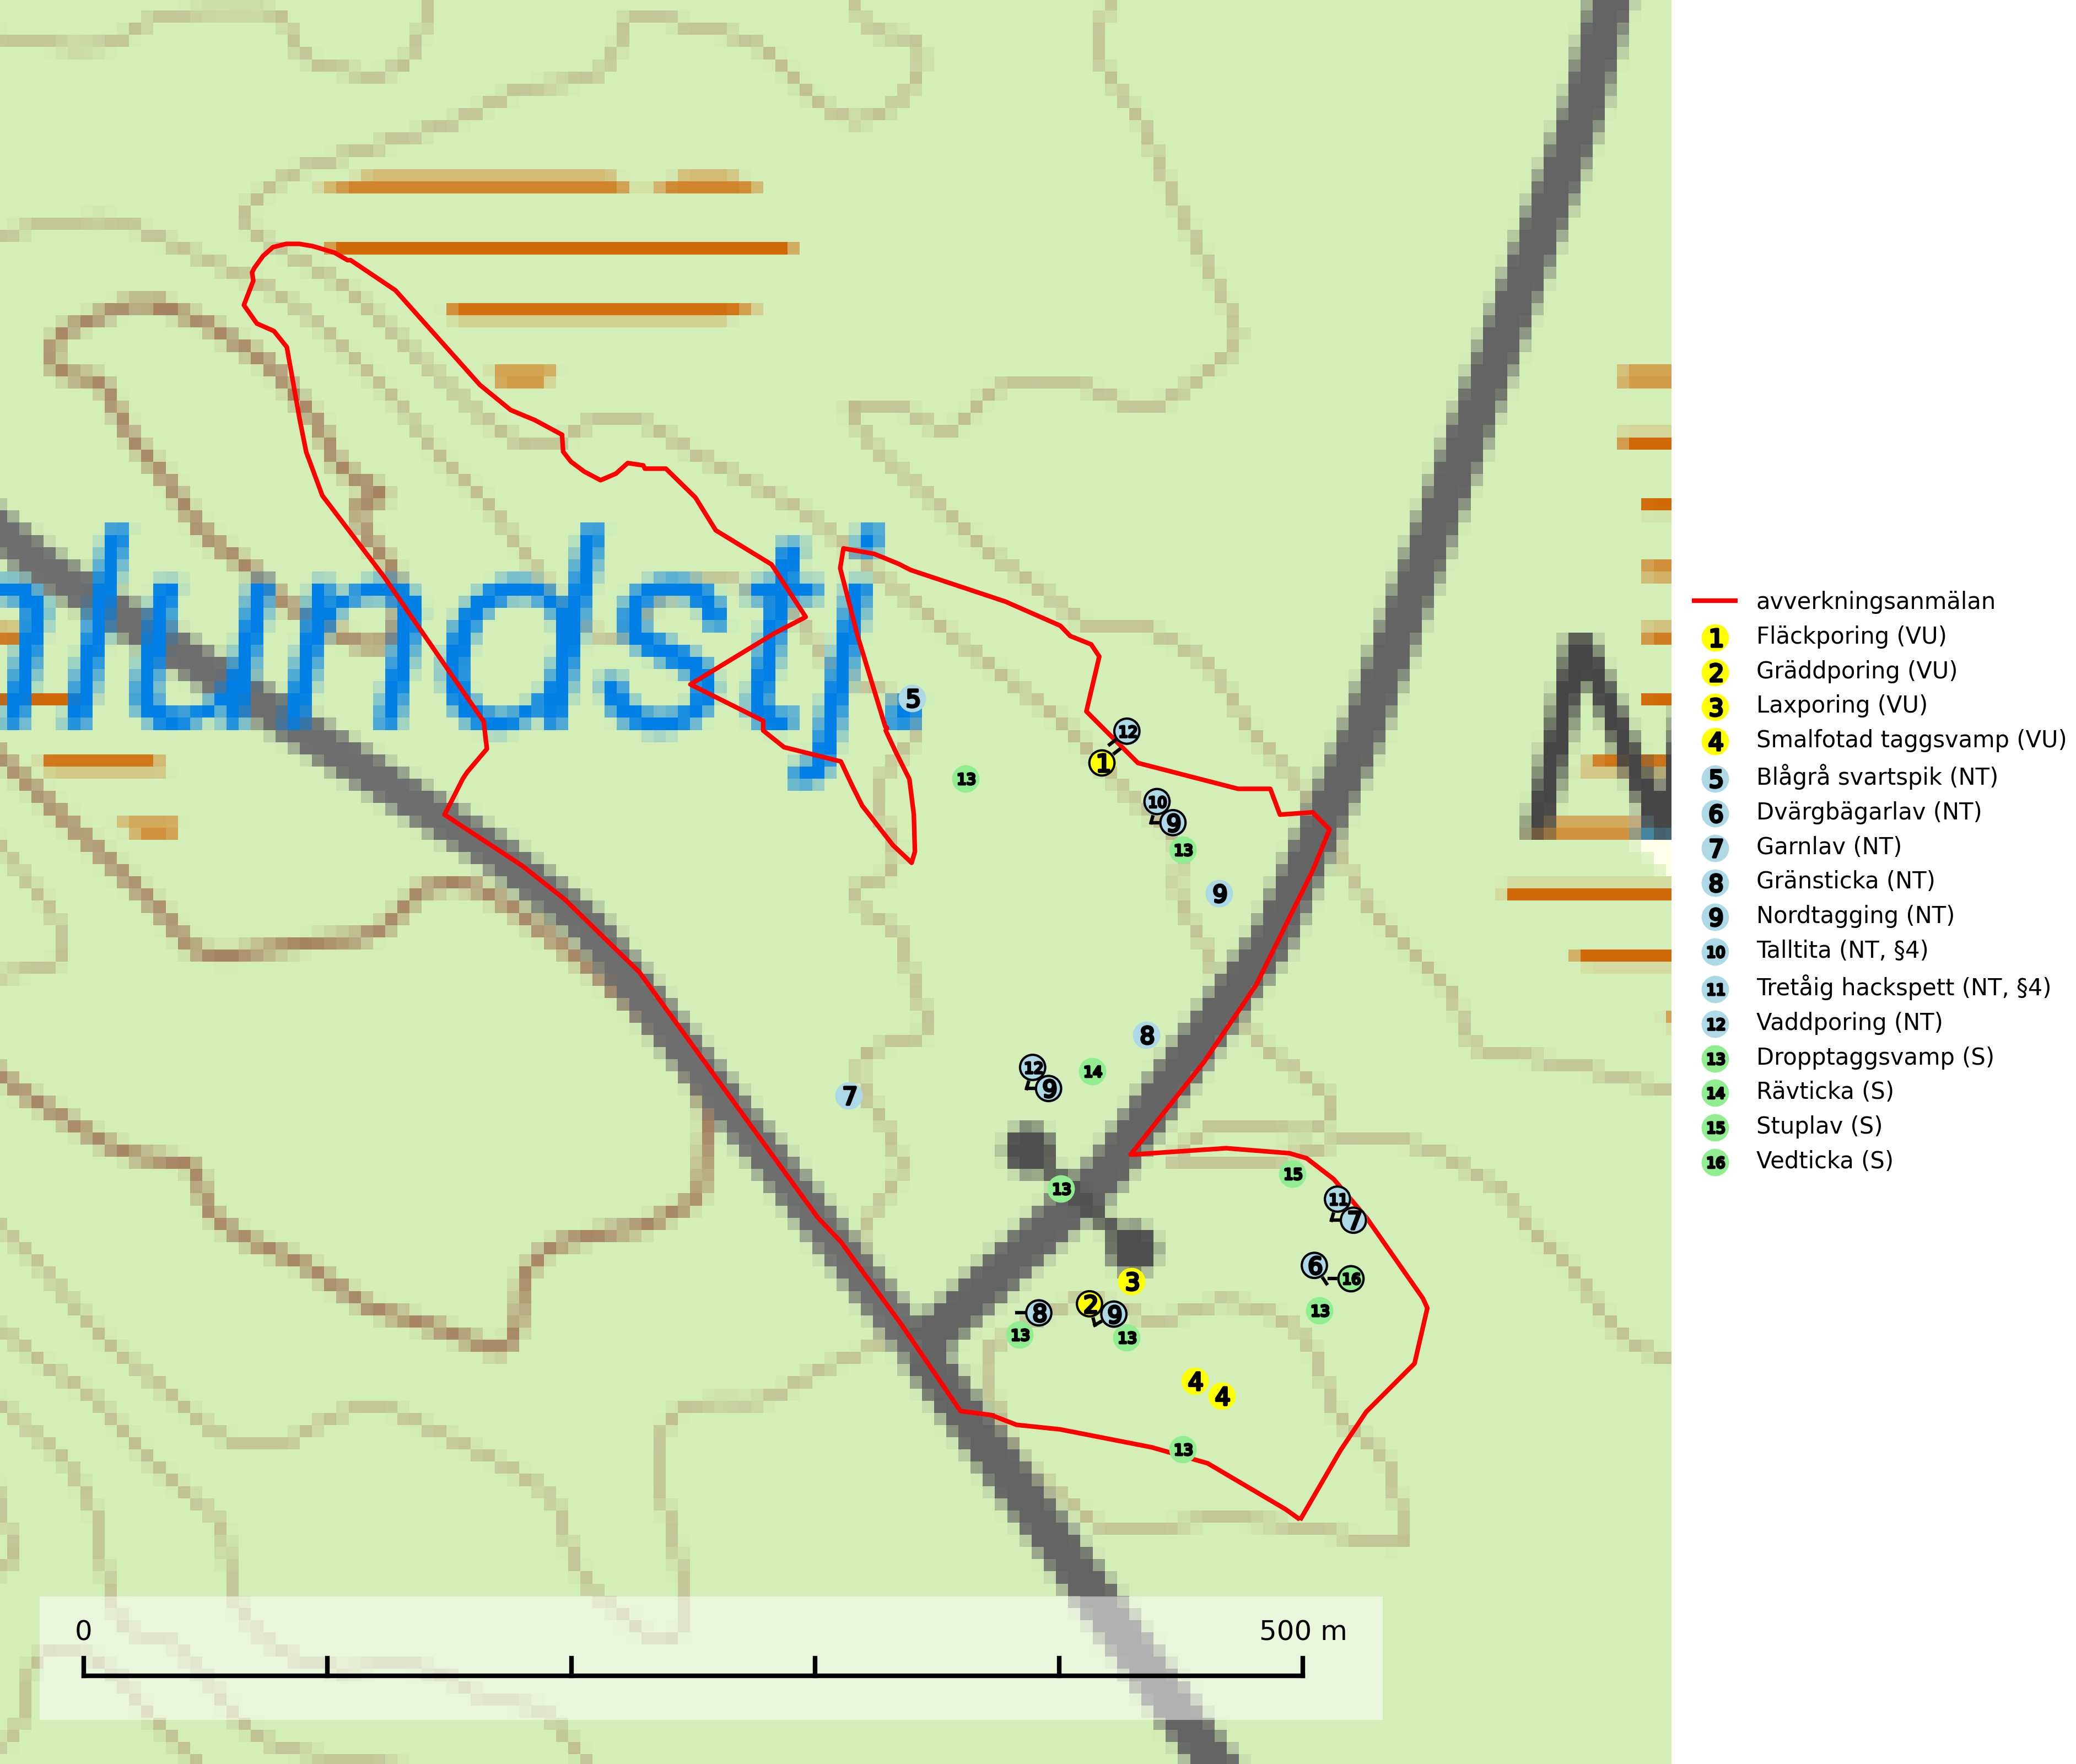 undstj
5
12
1
13
10
9
13
9
8
12
9
14
7
13
15
11
7
3
6
16
2
9
8
13
13
13
4
4
13
0
500 m
avverkningsanmälan
1 Fläckporing (VU)
2 Gräddporing (VU)
3 Laxporing (VU)
4 Smalfotad taggsvamp (VU)
5 Blågrå svartspik (NT)
6 Dvärgbägarlav (NT)
7 Garnlav (NT)
8 Gränsticka (NT)
9 Nordtagging (NT)
10 Talltita (NT, §4)
11 Tretåig hackspett (NT, §4)
12 Vaddporing (NT)
13 Dropptaggsvamp (S)
14 Rävticka (S)
15 Stuplav (S)
16 Vedticka (S)